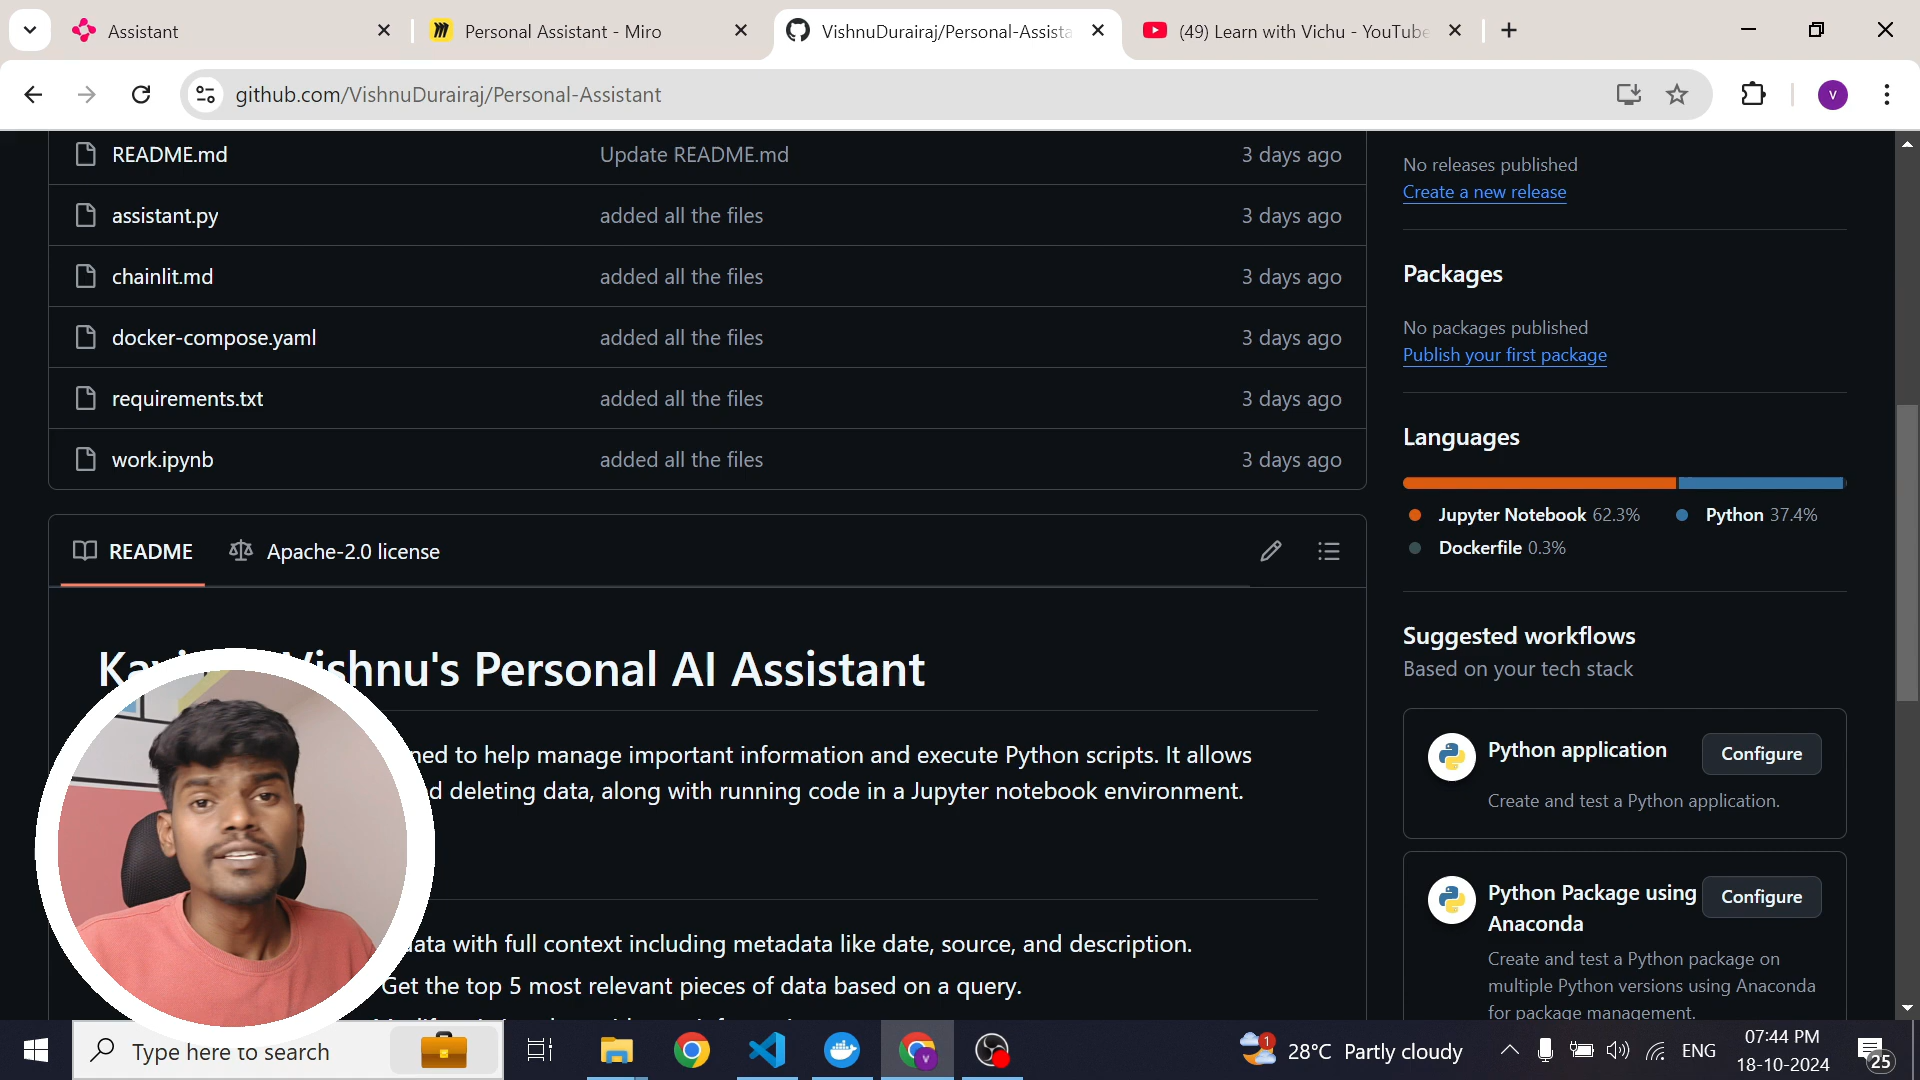 Assistant
Personal Assistant - Miro
VishnuDurairaj/Personal-Assista
(49) Learn with Vichu - YouTube
github.com/VishnuDurairaj/Personal-Assistant
V
README.md Update README.md 3 days ago
assistant.py added all the files 3 days ago
chainlit.md added all the files 3 days ago
docker-compose.yaml added all the files 3 days ago
requirements.txt added all the files 3 days ago
work.ipynb added all the files 3 days ago
README
Apache-2.0 license
Vishnu's Personal AI Assistant
to help manage important information and execute Python scripts. It allows
deleting data, along with running code in a Jupyter notebook environment.
data with full context including metadata like date, source, and description.
Get the top 5 most relevant pieces of data based on a query.
No releases published
Create a new release
Packages
No packages published
Publish your first package
Languages
Jupyter Notebook 62.3%
Python 37.4%
Dockerfile 0.3%
Suggested workflows
Based on your tech stack
Python application
Configure
Create and test a Python application.
Python Package using
Anaconda
Configure
Create and test a Python package on
multiple Python versions using Anaconda
for package management.
Type here to search
V
1
28°C Partly cloudy
ENG
07:44 PM
18-10-2024
25